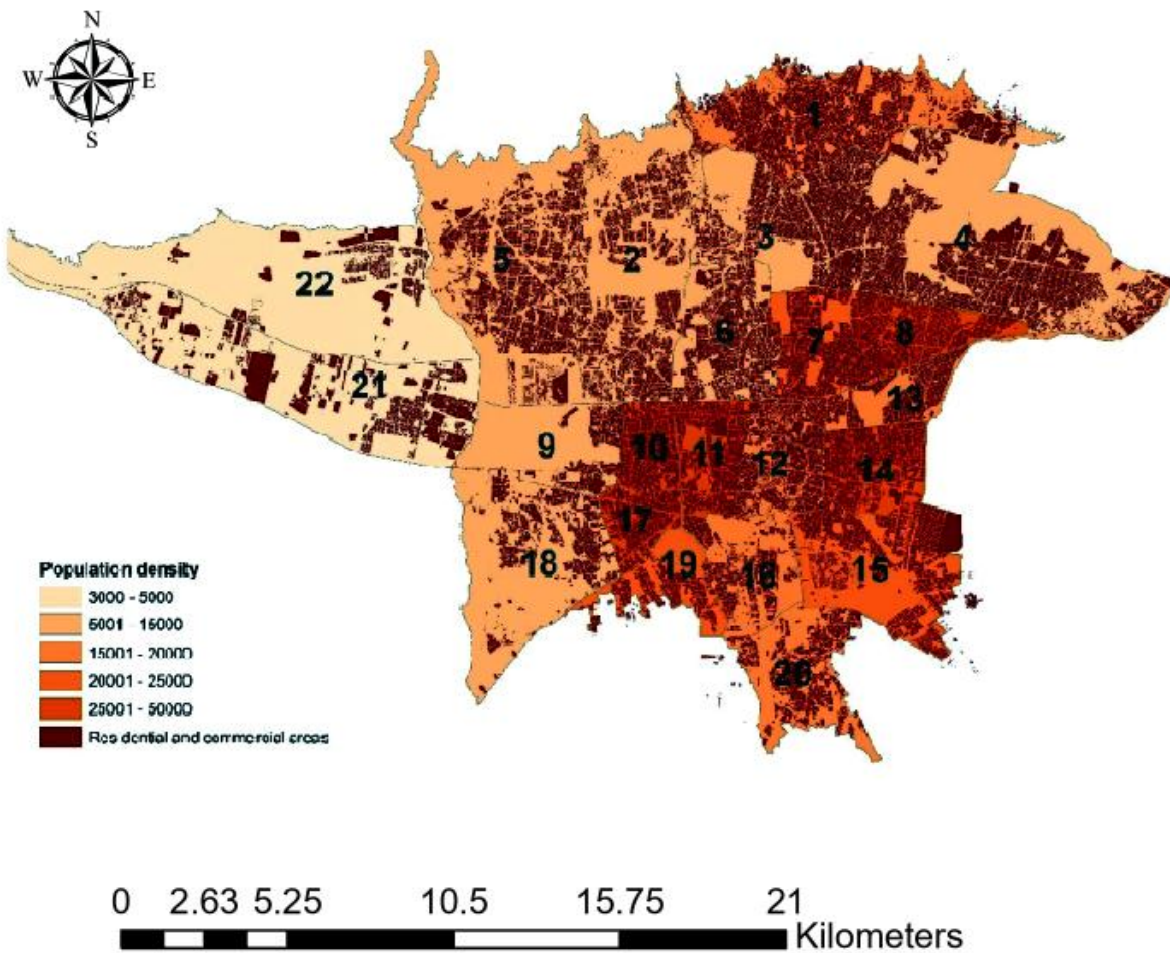 N
W E
S
1
3
4
5
2
22
6
7
8
21
13
9
10
11
12
14
17
18
19
16
15
20
Population density
3000 - 5000
5001 - 15000
15001 - 20000
20001 - 25000
25001 - 50000
Residential and commercial areas
0 2.63 5.25 10.5 15.75 21
Kilometers